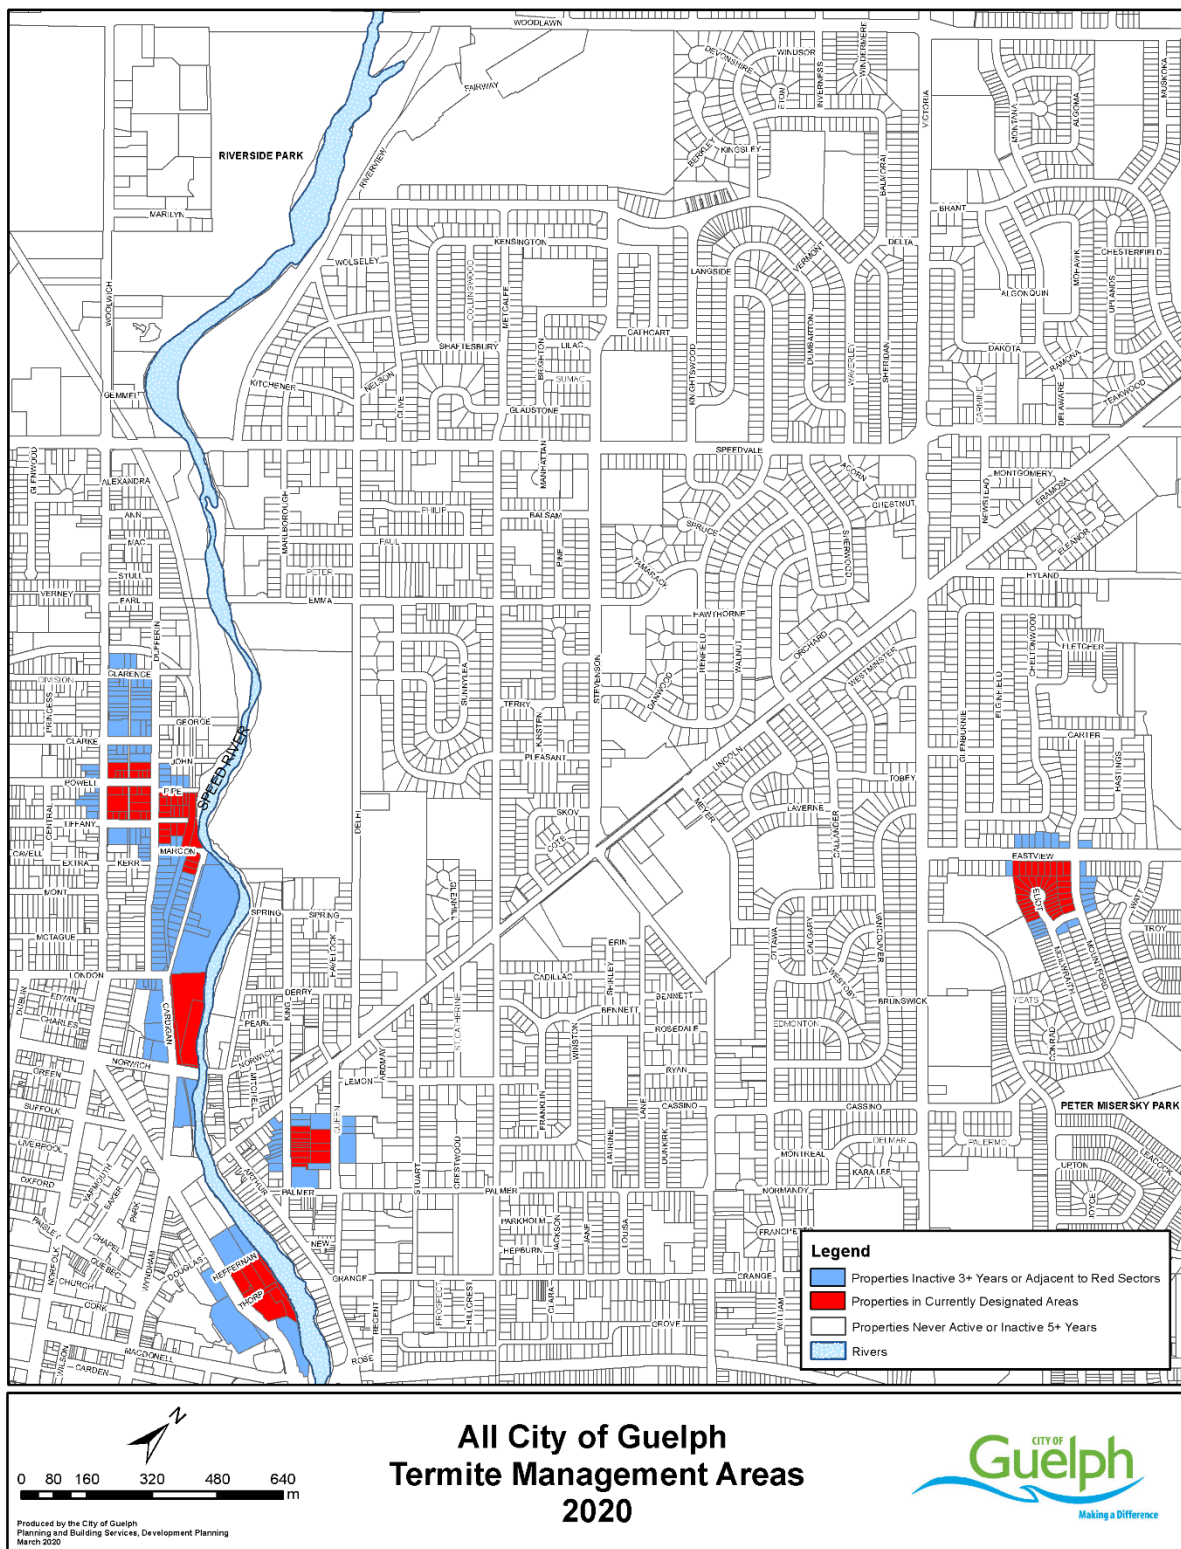 WOODLAWN
DEVONSHIRE
WINDSOR
WINDERMERE
ETON
INVERNESS
FAIRWAY
VICTORIA
MONTANA
ALGOMA
MUSKOKA
RIVERSIDE PARK
RIVERVIEW
BERKLEY
KINGSLEY
BALMORAL
MARILYN
BRANT
KENSINGTON
WOLSELEY
COLLINGWOOD
METCALFE
LANGSIDE
VERMONT
DELTA
MOHAWK
CHESTERFIELD
UPLANDS
ALGONQUIN
WOOLWICH
CATHCART
SHAFTESBURY
BRIGHTON
LILAC
SUMAC
DUMBARTON
WAVERLEY
SHERIDAN
DAKOTA
RAMONA
KITCHENER
NELSON
CLIVE
GLADSTONE
KNIGHTSWOOD
CARMINE
DELAWARE
TEAKWOOD
GEMMEL
SPEEDVALE
GLENWOOD
ALEXANDRA
MANHATTAN
ACORN
MONTGOMERY
ERAMOSA
NEWSTEAD
CHESTNUT
MARLBOROUGH
PHILIP
BALSAM
ANN
MAC
STULL
VERNEY
EARL
PAUL
PINE
SPRUCE
SHERWOOD
ELEANOR
TAMARACK
PETER
EMMA
HYLAND
DUFFERIN
HAWTHORNE
ORCHARD
RENFIELD
WALNUT
WESTMINSTER
CHELTONWOOD
FLETCHER
CLARENCE
DIVISION
PRINCESS
SUNNYLEA
STEVENSON
DANWOOD
ELGINFIELD
TERRY
KIRSTEN
GEORGE
CLARKE
JOHN
SPEED RIVER
PLEASANT
LINCOLN
GLENBURNIE
CARTER
HASTINGS
POWELL
PIPE
TOBEY
CENTRAL
TIFFANY
DELHI
SKOV
COTE
MEYER
LAVERNE
CALLANDER
CAVELL
EXTRA
KERR
MARCON
EASTVIEW
MONT
GLENHILL
ELIOT
WATT
MCTAGUE
SPRING
SPRING
HAVELOCK
ERIN
OTTAWA
CALGARY
VANCOUVER
MOUNTFORD
TROY
LONDON
CADILLAC
SHIRLEY
WESTOBY
DUBLIN
EDWIN
CHARLES
CARDIGAN
DERRY
KING
PEARL
ST.CATHERINE
BENNETT
BENNETT
BRUNSWICK
YEATS
WINSTON
ROSEDALE
EDMONTON
CONRAD
NORWICH
NORWICH
GREEN
MITCHELL
LEMON
ARDMAY
RYAN
SUFFOLK
QUEEN
FRANKLIN
LANE
CASSINO
CASSINO
PETER MISERSKY PARK
LIVERPOOL
YARMOUTH
CRESTWOOD
LAURINE
DUNKIRK
DELMAR
PALERMO
LEACOCK
OXFORD
BAKER
ARTHUR
STUART
MONTREAL
KARA LEE
UPTON
PALMER
PALMER
NORMANDY
JOYCE
PAISLEY
PARK
CHAPEL
QUEBEC
NEW
PARKHOLM
JACKSON
JANE
LOUISA
HEPBURN
NORFOLK
CHURCH
WYNDHAM
DOUGLAS
HEFFERNAN
THORP
GRANGE
GRANGE
CORK
REGENT
PROSPECT
HILLCREST
CLARA
GROVE
WILLIAM
WILSON
MACDONELL
CARDEN
ROSE
Legend
Properties Inactive 3+ Years or Adjacent to Red Sectors
Properties in Currently Designated Areas
Properties Never Active or Inactive 5+ Years
Rivers
N
0 80 160 320 480 640
m
Produced by the City of Guelph
Planning and Building Services, Development Planning
March 2020
All City of Guelph
Termite Management Areas
2020
CITY OF
Guelph
Making a Difference